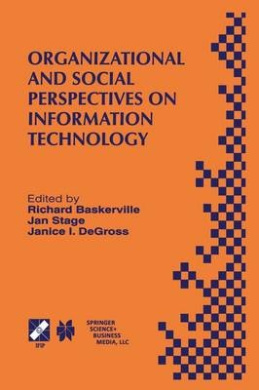 ORGANIZATIONAL
AND SOCIAL
PERSPECTIVES ON
INFORMATION
TECHNOLOGY
Edited by
Richard Baskerville
Jan Stage
Janice I. DeGross
IFIP
SPRINGER
SCIENCE+
BUSINESS
MEDIA, LLC